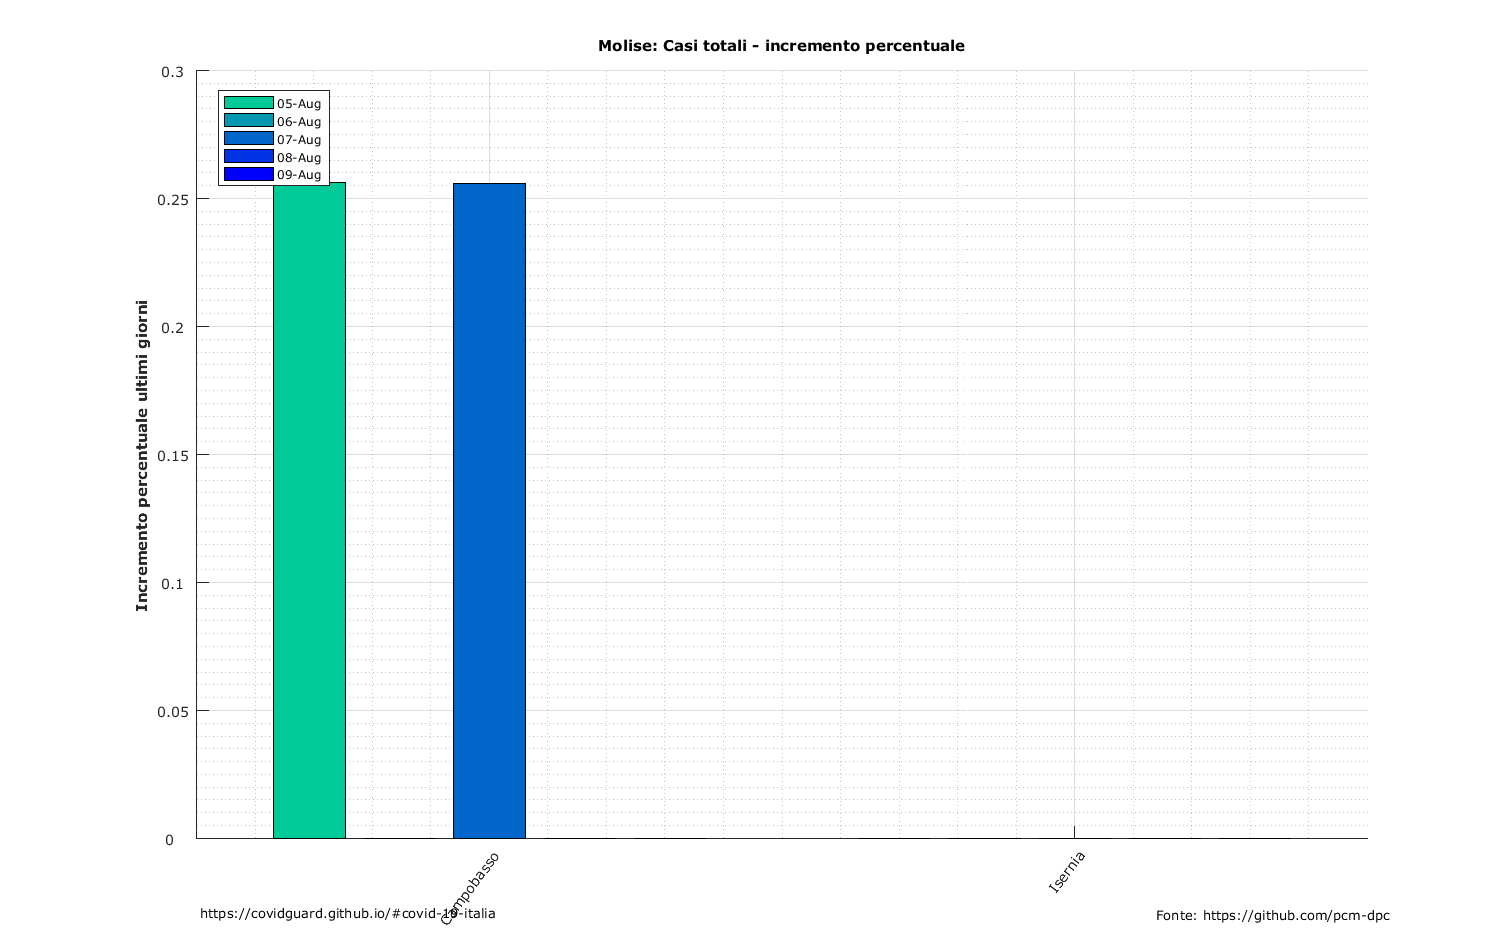 Molise: Casi totali - incremento percentuale
0.3
0.25
0.2
0.15
0.1
0.05
0
05-Aug
06-Aug
07-Aug
08-Aug
09-Aug
Incremento percentuale ultimi giorni
Campobasso
Isernia
https://covidguard.github.io/#covid-19-italia
Fonte: https://github.com/pcm-dpc